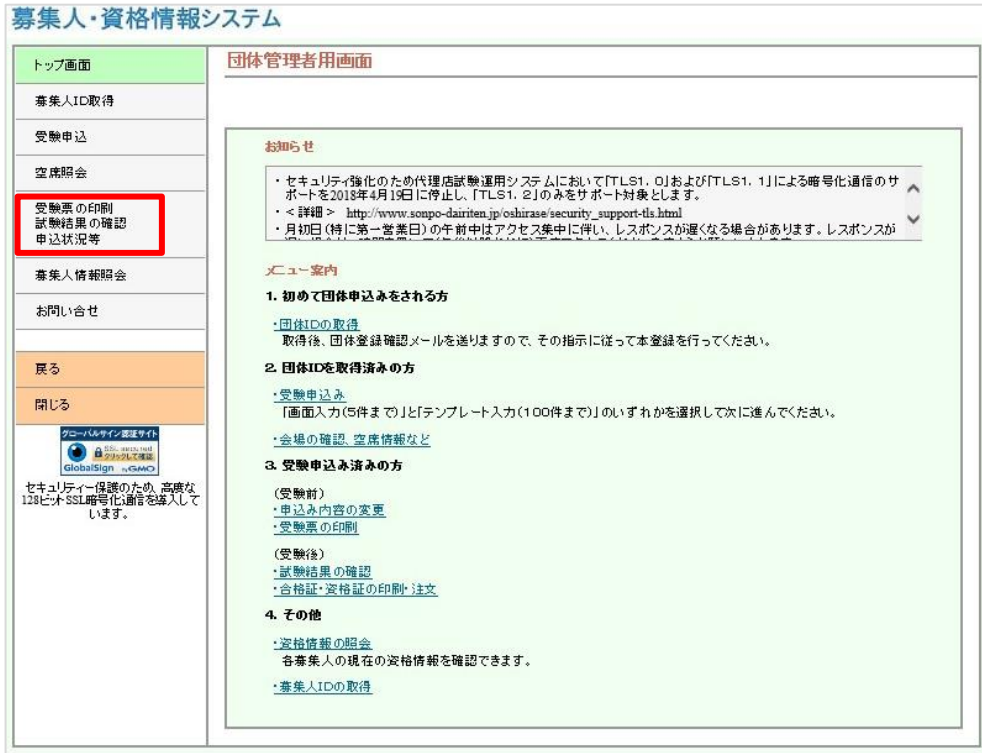 募集人・資格情報システム
トップ画面
募集人ID取得
受験申込
空席照会
受験票の印刷
試験結果の確認
申込状況等
募集人情報照会
お問い合せ
戻る
閉じる
グローバルサイン認証サイト
SSL secured
クリックして確認
GlobalSign by GMO
セキュリティー保護のため、高度な
128ビットSSL暗号化通信を導入して
います。
団体管理者用画面
お知らせ
・セキュリティ強化のため代理店試験運用システムにおいて「TLS1．0」および「TLS1．1」による暗号化通信のサ
ポートを2018年4月19日に停止し、「TLS1．2」のみをサポート対象とします。
・＜詳細＞ http://www.sonpo-dairiten.jp/oshirase/security_support-tls.html
・月初日(特に第一営業日)の午前中はアクセス集中に伴い、レスポンスが遅くなる場合があります。レスポンスが
メニュー案内
1. 初めて団体申込みをされる方
・団体IDの取得
取得後、団体登録確認メールを送りますので、その指示に従って本登録を行ってください。
2. 団体IDを取得済みの方
・受験申込み
「画面入力(5件まで)」と「テンプレート入力(100件まで)」のいずれかを選択して次に進んでください。
・会場の確認、空席情報など
3. 受験申込み済みの方
(受験前)
・申込み内容の変更
・受験票の印刷
(受験後)
・試験結果の確認
・合格証・資格証の印刷・注文
4. その他
・資格情報の照会
各募集人の現在の資格情報を確認できます。
・募集人IDの取得